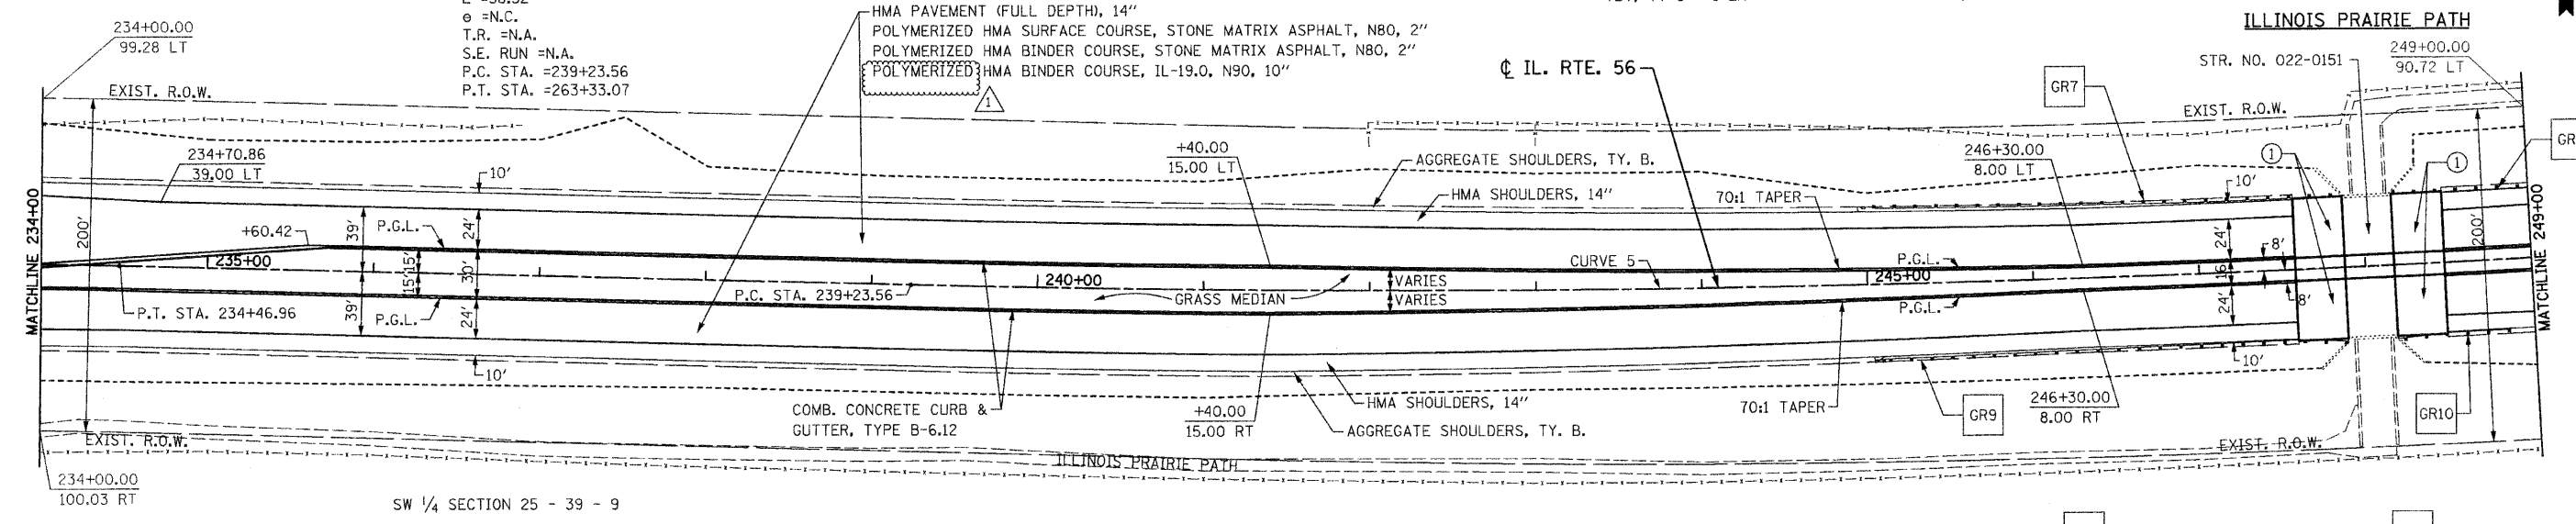 e =N.C.
T.R. =N.A.
S.E. RUN =N.A.
P.C. STA. =239+23.56
P.T. STA. =263+33.07
HMA PAVEMENT (FULL DEPTH), 14"
POLYMERIZED HMA SURFACE COURSE, STONE MATRIX ASPHALT, N80, 2"
POLYMERIZED HMA BINDER COURSE, STONE MATRIX ASPHALT, N80, 2"
POLYMERIZED HMA BINDER COURSE, IL-19.0, N90, 10"
1
℄ IL. RTE. 56
ILLINOIS PRAIRIE PATH
STR. NO. 022-0151
249+00.00
90.72 LT
234+00.00
99.28 LT
EXIST. R.O.W.
EXIST. R.O.W.
GR7
GR
234+70.86
39.00 LT
10'
+40.00
15.00 LT
AGGREGATE SHOULDERS, TY. B.
HMA SHOULDERS, 14"
246+30.00
8.00 LT
70:1 TAPER
1
1
10'
MATCHLINE 234+00
200'
+60.42
P.G.L.
39'
24'
235+00
15'
15'
30'
39'
24'
P.T. STA. 234+46.96
P.G.L.
P.C. STA. 239+23.56
240+00
GRASS MEDIAN
VARIES
VARIES
CURVE 5
245+00
P.G.L.
P.G.L.
24'
16'
24'
8'
8'
200'
MATCHLINE 249+00
10'
10'
COMB. CONCRETE CURB &
GUTTER, TYPE B-6.12
+40.00
15.00 RT
HMA SHOULDERS, 14"
AGGREGATE SHOULDERS, TY. B.
70:1 TAPER
GR9
246+30.00
8.00 RT
GR10
EXIST. R.O.W.
EXIST. R.O.W.
ILLINOIS PRAIRIE PATH
234+00.00
100.03 RT
SW 1/4 SECTION 25 - 39 - 9